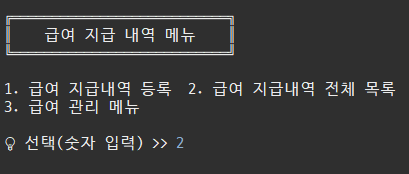 급여 지급 내역 메뉴
1. 급여 지급내역 등록 2. 급여 지급내역 전체 목록
3. 급여 관리 메뉴
선택(숫자 입력) >> 2